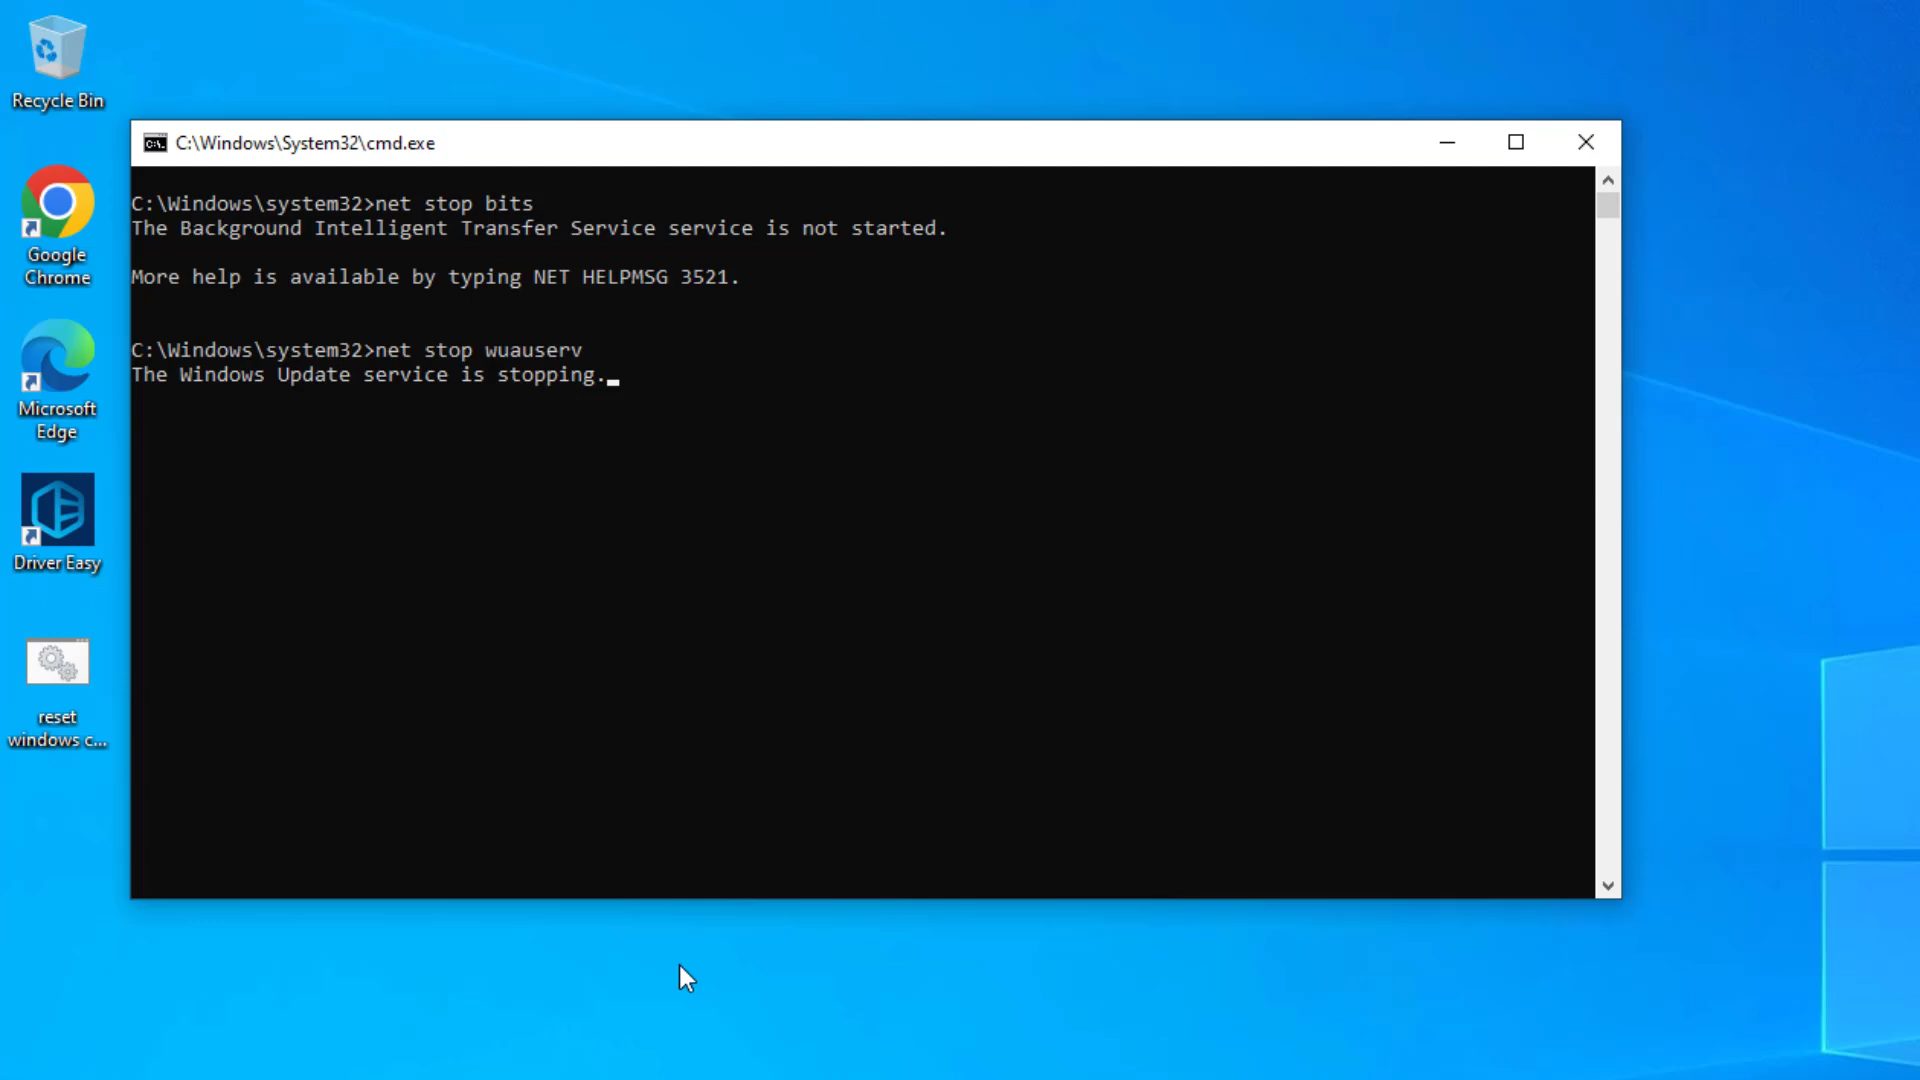 Recycle Bin
C:\Windows\System32\cmd.exe
C:\Windows\system32>net stop bits
The Background Intelligent Transfer Service service is not started.
More help is available by typing NET HELPMSG 3521.
C:\Windows\system32>net stop wuauserv
The Windows Update service is stopping.
Google
Chrome
Microsoft
Edge
Driver Easy
reset
windows c...